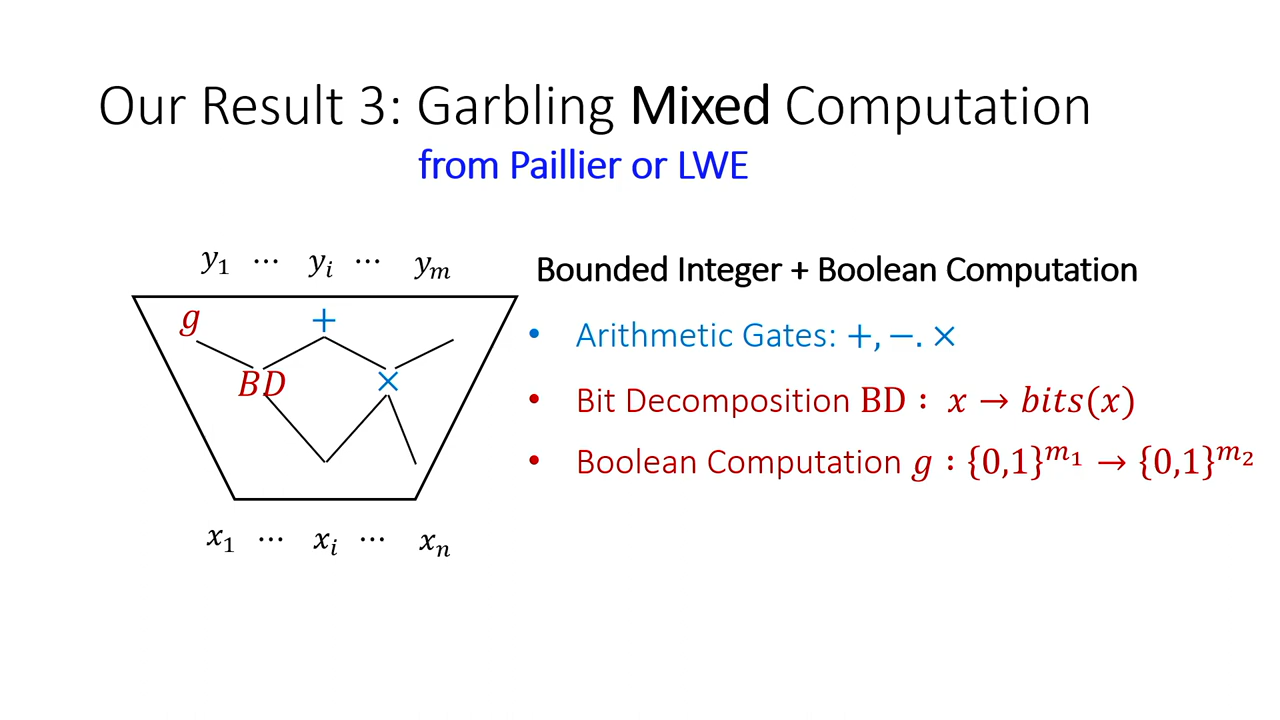 Our Result 3: Garbling Mixed Computation
from Paillier or LWE
y₁ ⋯ yᵢ ⋯ yₘ
Bounded Integer + Boolean Computation
g +
• Arithmetic Gates: +, −. ×
BD ×
• Bit Decomposition BD : x → bits(x)
• Boolean Computation g : {0,1}^{m₁} → {0,1}^{m₂}
x₁ ⋯ xᵢ ⋯ xₙ